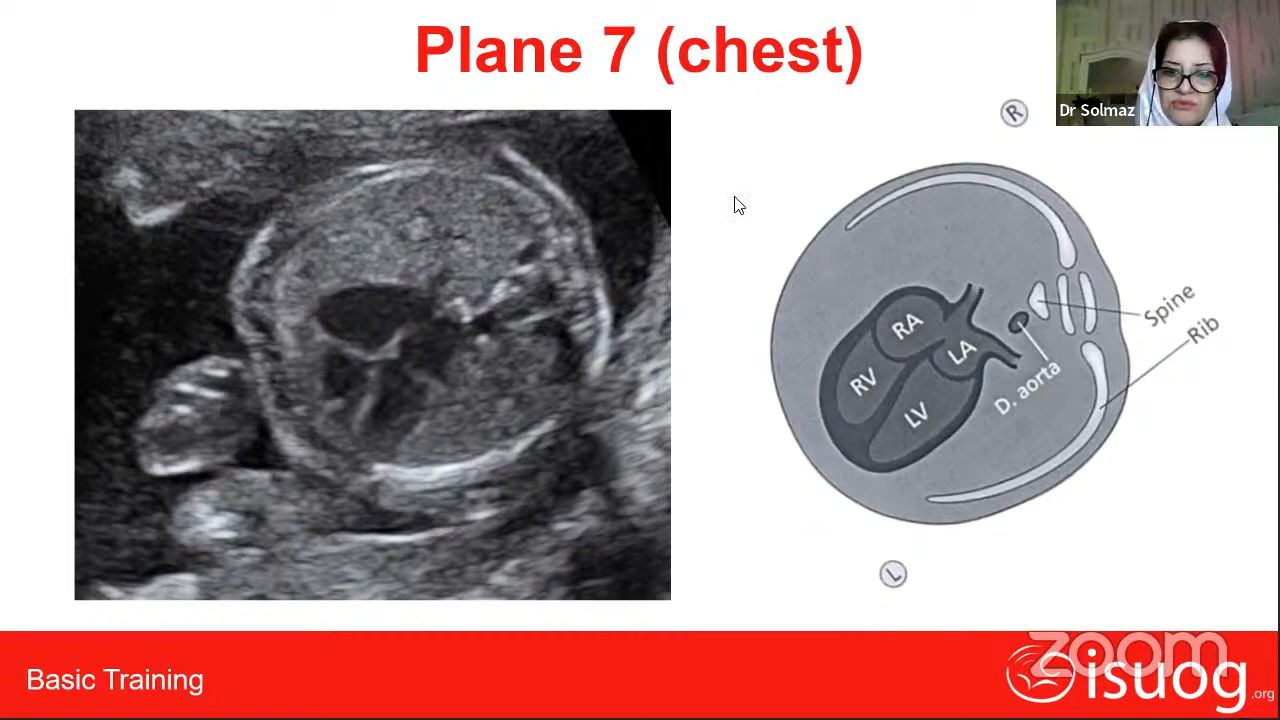 Plane 7 (chest)
Dr Solmaz
R
RA
LA
RV
LV
D. aorta
Spine
Rib
L
Basic Training
zoom
isuog
.org